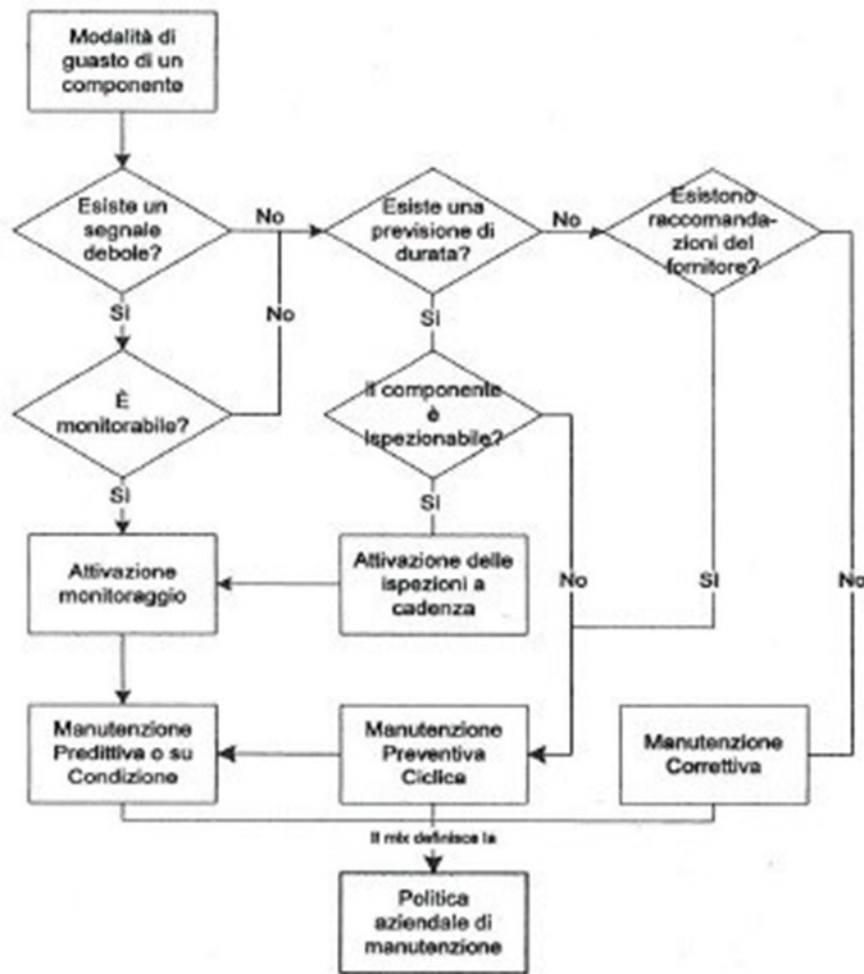 Modalità di
guasto di un
componente
Esiste un
segnale
debole?
No
Esiste una
previsione di
durata?
No
Esistono
raccomanda-
zioni del
fornitore?
Sì
No
Sì
È
monitorabile?
Il componente
è
Ispezionabile?
Sì
Sì
Attivazione
monitoraggio
Attivazione delle
ispezioni a
cadenza
No
Sì
No
Manutenzione
Predittiva o su
Condizione
Manutenzione
Preventiva
Ciclica
Manutenzione
Correttiva
Il mix definisce la
Politica
aziendale di
manutenzione